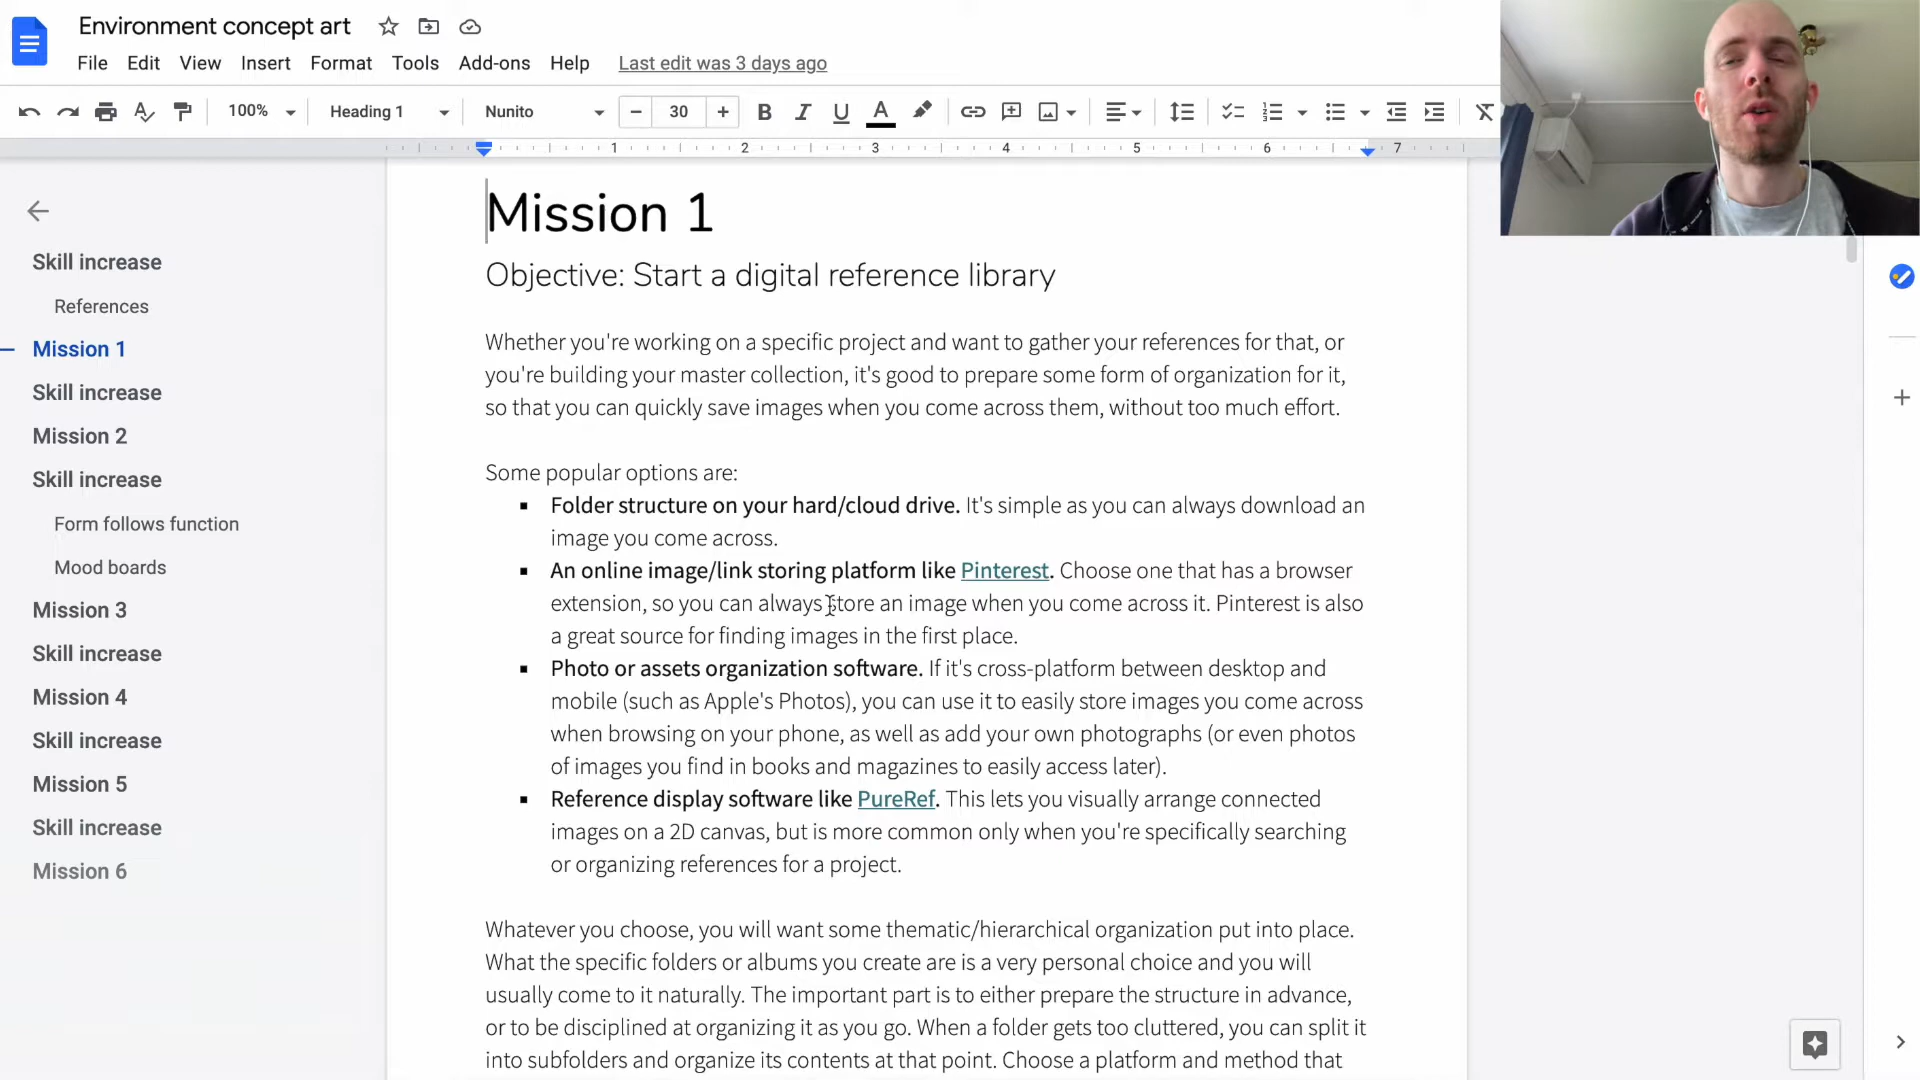 Environment concept art
File Edit View Insert Format Tools Add-ons Help Last edit was 3 days ago
100% Heading 1 Nunito 30 B I U A
1 2 3 4 5 6 7
Skill increase
References
Mission 1
Skill increase
Mission 2
Skill increase
Form follows function
Mood boards
Mission 3
Skill increase
Mission 4
Skill increase
Mission 5
Skill increase
Mission 6
Mission 1
Objective: Start a digital reference library
Whether you're working on a specific project and want to gather your references for that, or
you're building your master collection, it's good to prepare some form of organization for it,
so that you can quickly save images when you come across them, without too much effort.
Some popular options are:
▪ Folder structure on your hard/cloud drive. It's simple as you can always download an
image you come across.
▪ An online image/link storing platform like Pinterest. Choose one that has a browser
extension, so you can always store an image when you come across it. Pinterest is also
a great source for finding images in the first place.
▪ Photo or assets organization software. If it's cross-platform between desktop and
mobile (such as Apple's Photos), you can use it to easily store images you come across
when browsing on your phone, as well as add your own photographs (or even photos
of images you find in books and magazines to easily access later).
▪ Reference display software like PureRef. This lets you visually arrange connected
images on a 2D canvas, but is more common only when you're specifically searching
or organizing references for a project.
Whatever you choose, you will want some thematic/hierarchical organization put into place.
What the specific folders or albums you create are is a very personal choice and you will
usually come to it naturally. The important part is to either prepare the structure in advance,
or to be disciplined at organizing it as you go. When a folder gets too cluttered, you can split it
into subfolders and organize its contents at that point. Choose a platform and method that